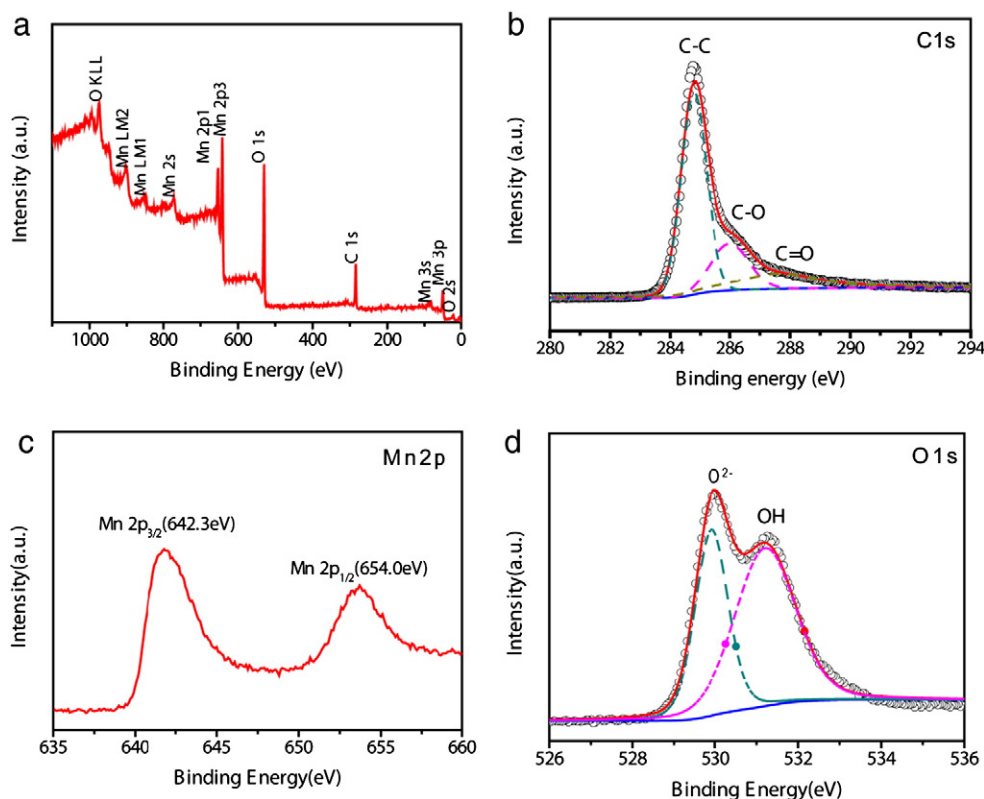 a
O KLL
Mn LM2
Mn LM1
Mn 2s
Mn 2p1
Mn 2p3
O 1s
C 1s
Mn 3s
Mn 3p
O 2s
Intensity (a.u.)
1000 800 600 400 200 0
Binding Energy (eV)
b
C1s
C-C
C-O
C=O
Intensity (a.u.)
280 282 284 286 288 290 292 294
Binding energy (eV)
c
Mn2p
Mn 2p3/2(642.3eV)
Mn 2p1/2(654.0eV)
Intensity(a.u.)
635 640 645 650 655 660
Binding Energy(eV)
d
O1s
O2-
OH
Intensity(a.u.)
526 528 530 532 534 536
Binding Energy(eV)